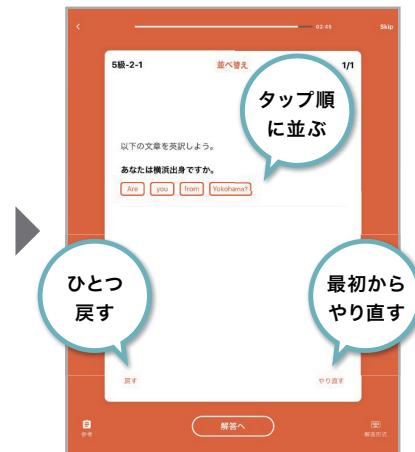 02:45
Skip
5級-2-1
並べ替え
1/1
タップ順
に並ぶ
以下の文章を英訳しよう。
あなたは横浜出身ですか。
Are
you
from
Yokohama?
ひとつ
戻す
最初から
やり直す
戻す
やり直す
参考
解答へ
解答形式